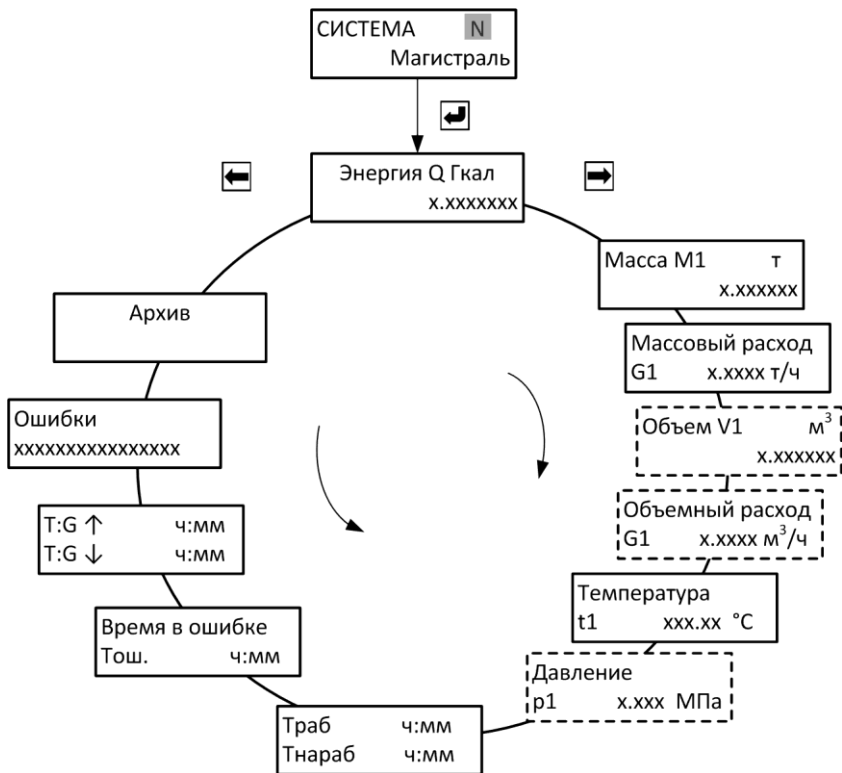 СИСТЕМА N
Магистраль
Энергия Q Гкал
x.xxxxxxx
Масса М1 т
x.xxxxxx
Массовый расход
G1 x.xxxx т/ч
Объем V1 м³
x.xxxxxx
Объемный расход
G1 x.xxxx м³/ч
Температура
t1 xxx.xx °C
Давление
p1 x.xxx МПа
Траб ч:мм
Тнараб ч:мм
Время в ошибке
Тош. ч:мм
T:G ↑ ч:мм
T:G ↓ ч:мм
Ошибки
xxxxxxxxxxxxxxxx
Архив